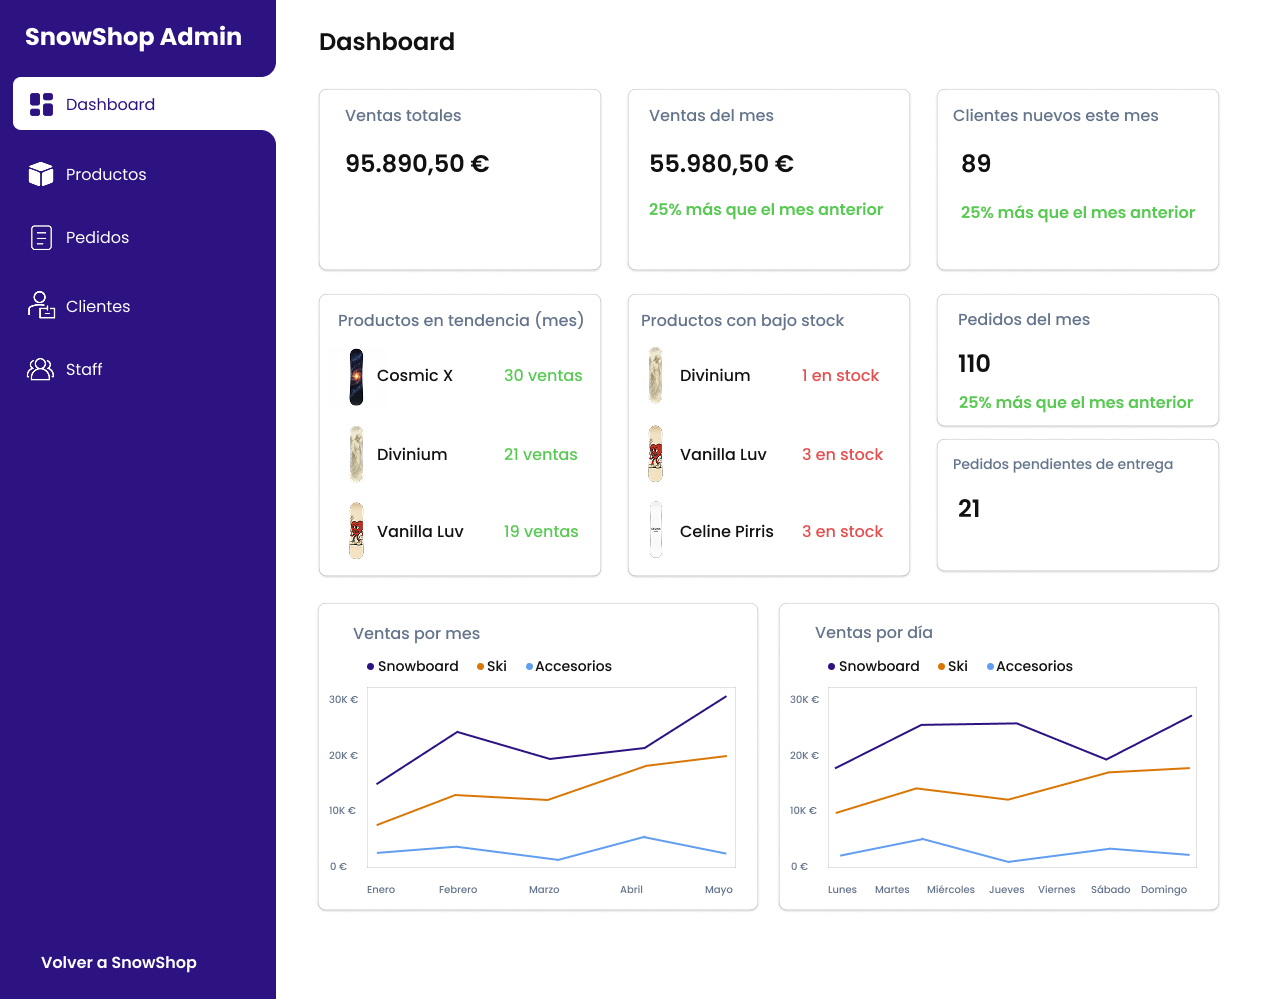 SnowShop Admin
Dashboard
Productos
Pedidos
Clientes
Staff
Volver a SnowShop
Dashboard
Ventas totales
95.890,50 €
Ventas del mes
55.980,50 €
25% más que el mes anterior
Clientes nuevos este mes
89
25% más que el mes anterior
Productos en tendencia (mes)
Cosmic X 30 ventas
Divinium 21 ventas
Vanilla Luv 19 ventas
Productos con bajo stock
Divinium 1 en stock
Vanilla Luv 3 en stock
Celine Pirris 3 en stock
Pedidos del mes
110
25% más que el mes anterior
Pedidos pendientes de entrega
21
Ventas por mes
Snowboard Ski Accesorios
30K €
20K €
10K €
0 €
Enero Febrero Marzo Abril Mayo
Ventas por día
Snowboard Ski Accesorios
30K €
20K €
10K €
0 €
Lunes Martes Miércoles Jueves Viernes Sábado Domingo